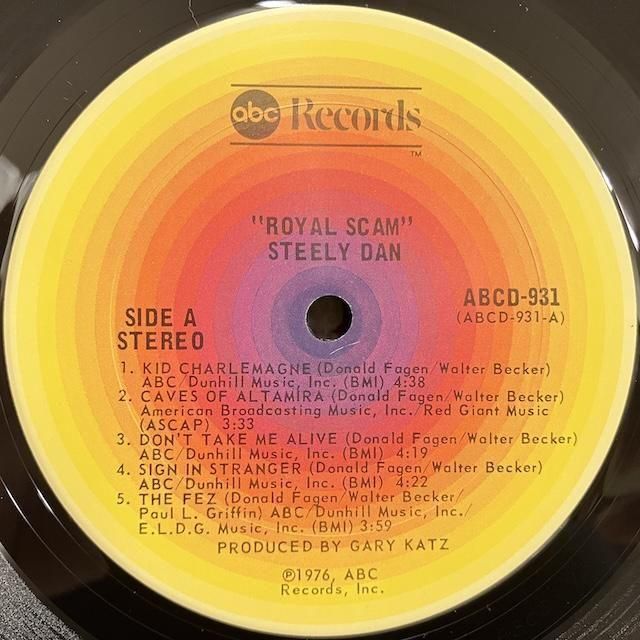 abc Records
TM
"ROYAL SCAM"
STEELY DAN
SIDE A
STEREO
ABCD-931
(ABCD-931-A)
1. KID CHARLEMAGNE (Donald Fagen/Walter Becker)
ABC/Dunhill Music, Inc. (BMI) 4:38
2. CAVES OF ALTAMIRA (Donald Fagen/Walter Becker)
American Broadcasting Music, Inc./Red Giant Music
(ASCAP) 3:33
3. DON'T TAKE ME ALIVE (Donald Fagen/Walter Becker)
ABC/Dunhill Music, Inc. (BMI) 4:19
4. SIGN IN STRANGER (Donald Fagen/Walter Becker)
ABC/Dunhill Music, Inc. (BMI) 4:22
5. THE FEZ (Donald Fagen/Walter Becker/
Paul L. Griffin) ABC/Dunhill Music, Inc./
E.L.D.G. Music, Inc. (BMI) 3:59
PRODUCED BY GARY KATZ
℗1976, ABC
Records, Inc.